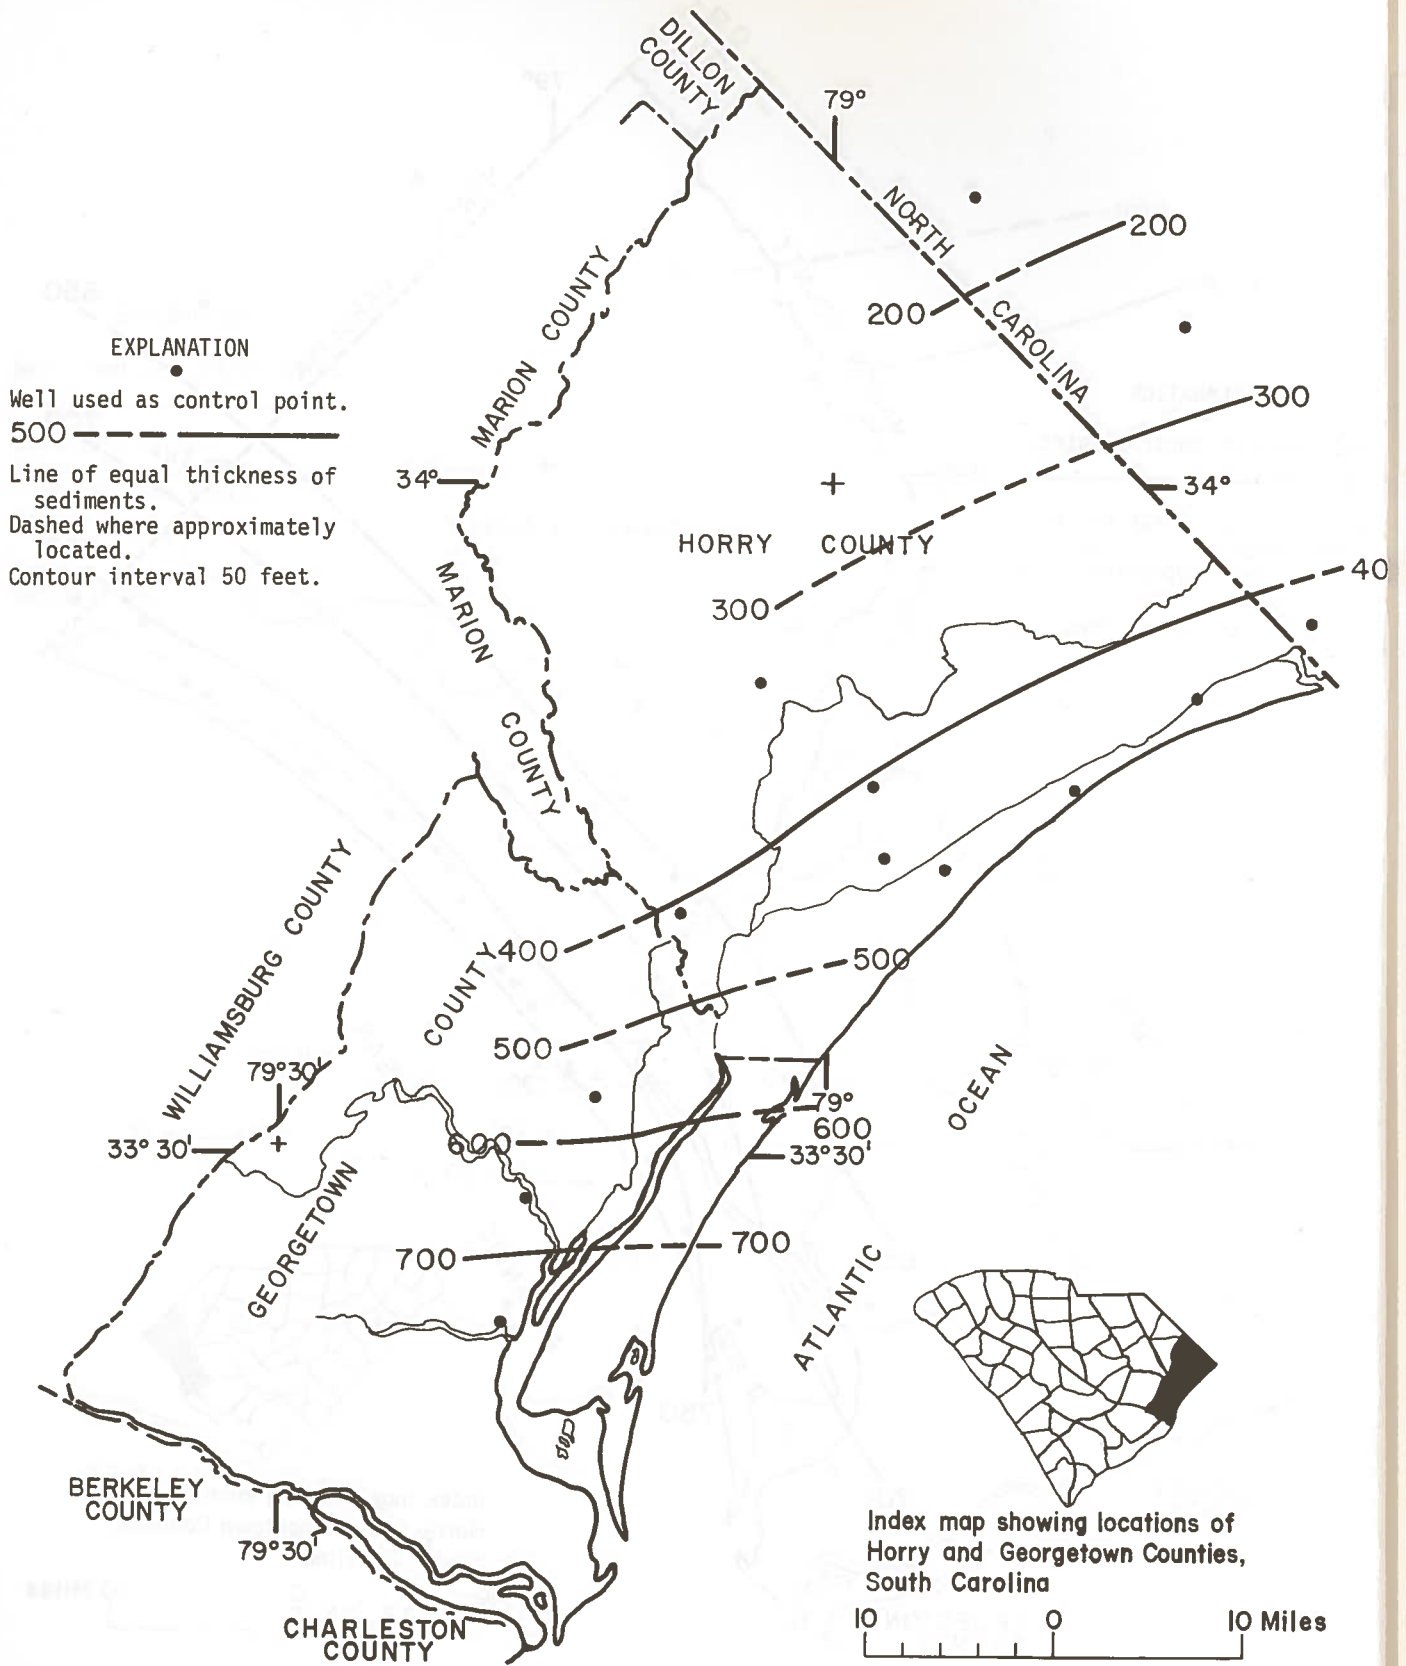 DILLON
COUNTY
79°
NORTH
CAROLINA
200
200
MARION COUNTY
EXPLANATION
Well used as control point.
500
Line of equal thickness of
sediments.
Dashed where approximately
located.
Contour interval 50 feet.
300
34°
34°
HORRY COUNTY
300
40
MARION
COUNTY
WILLIAMSBURG COUNTY
400
500
500
GEORGETOWN
COUNTY
79°30'
33°30'
79°
600
600
33°30'
700
700
ATLANTIC
OCEAN
BERKELEY
COUNTY
79°30'
CHARLESTON
COUNTY
Index map showing locations of
Horry and Georgetown Counties,
South Carolina
10 0 10 Miles